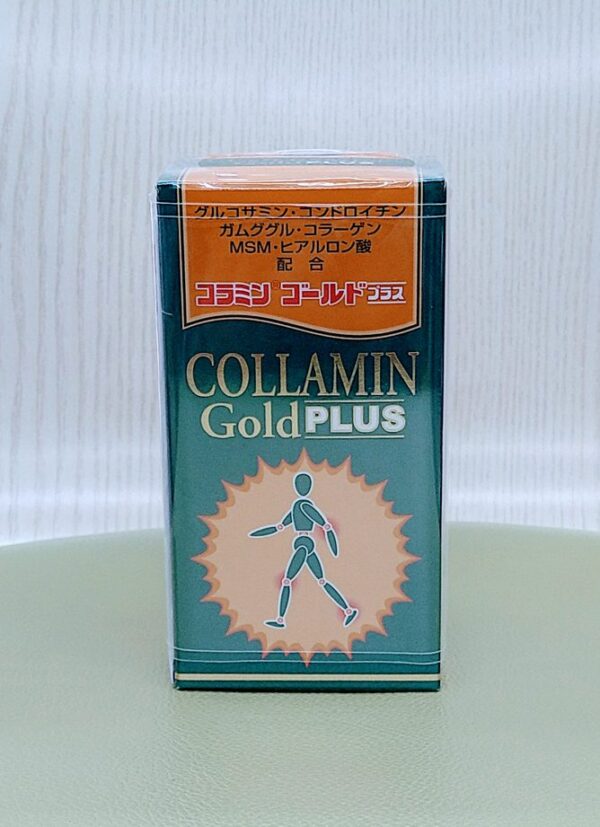 PLUS
グルコサミン・コンドロイチン
ガムググル・コラーゲン
MSM・ヒアルロン酸
配 合
コラミン® ゴールドプラス
COLLAMIN
Gold PLUS